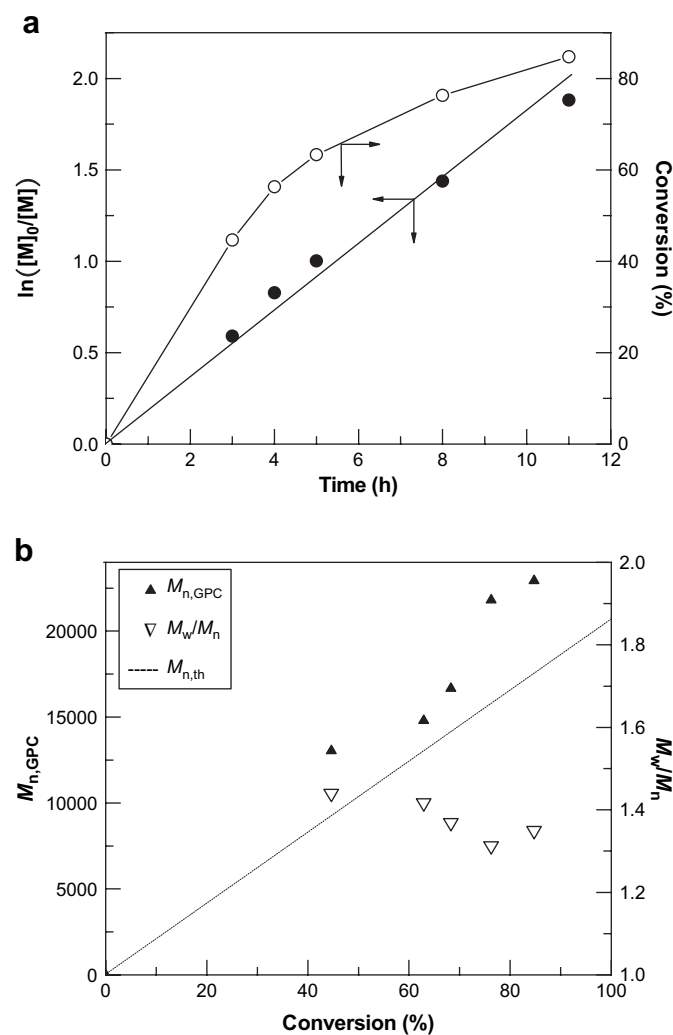 a
2.0
1.5
1.0
0.5
0.0
ln([M]₀/[M])
80
60
40
20
0
Conversion (%)
0 2 4 6 8 10 12
Time (h)
b
Mn,GPC
Mw/Mn
Mn,th
20000
15000
10000
5000
0
Mn,GPC
2.0
1.8
1.6
1.4
1.2
1.0
Mw/Mn
0 20 40 60 80 100
Conversion (%)